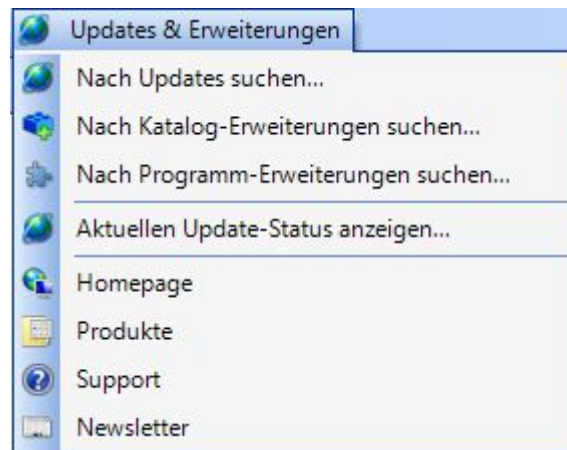 Updates & Erweiterungen
Nach Updates suchen...
Nach Katalog-Erweiterungen suchen...
Nach Programm-Erweiterungen suchen...
Aktuellen Update-Status anzeigen...
Homepage
Produkte
Support
Newsletter